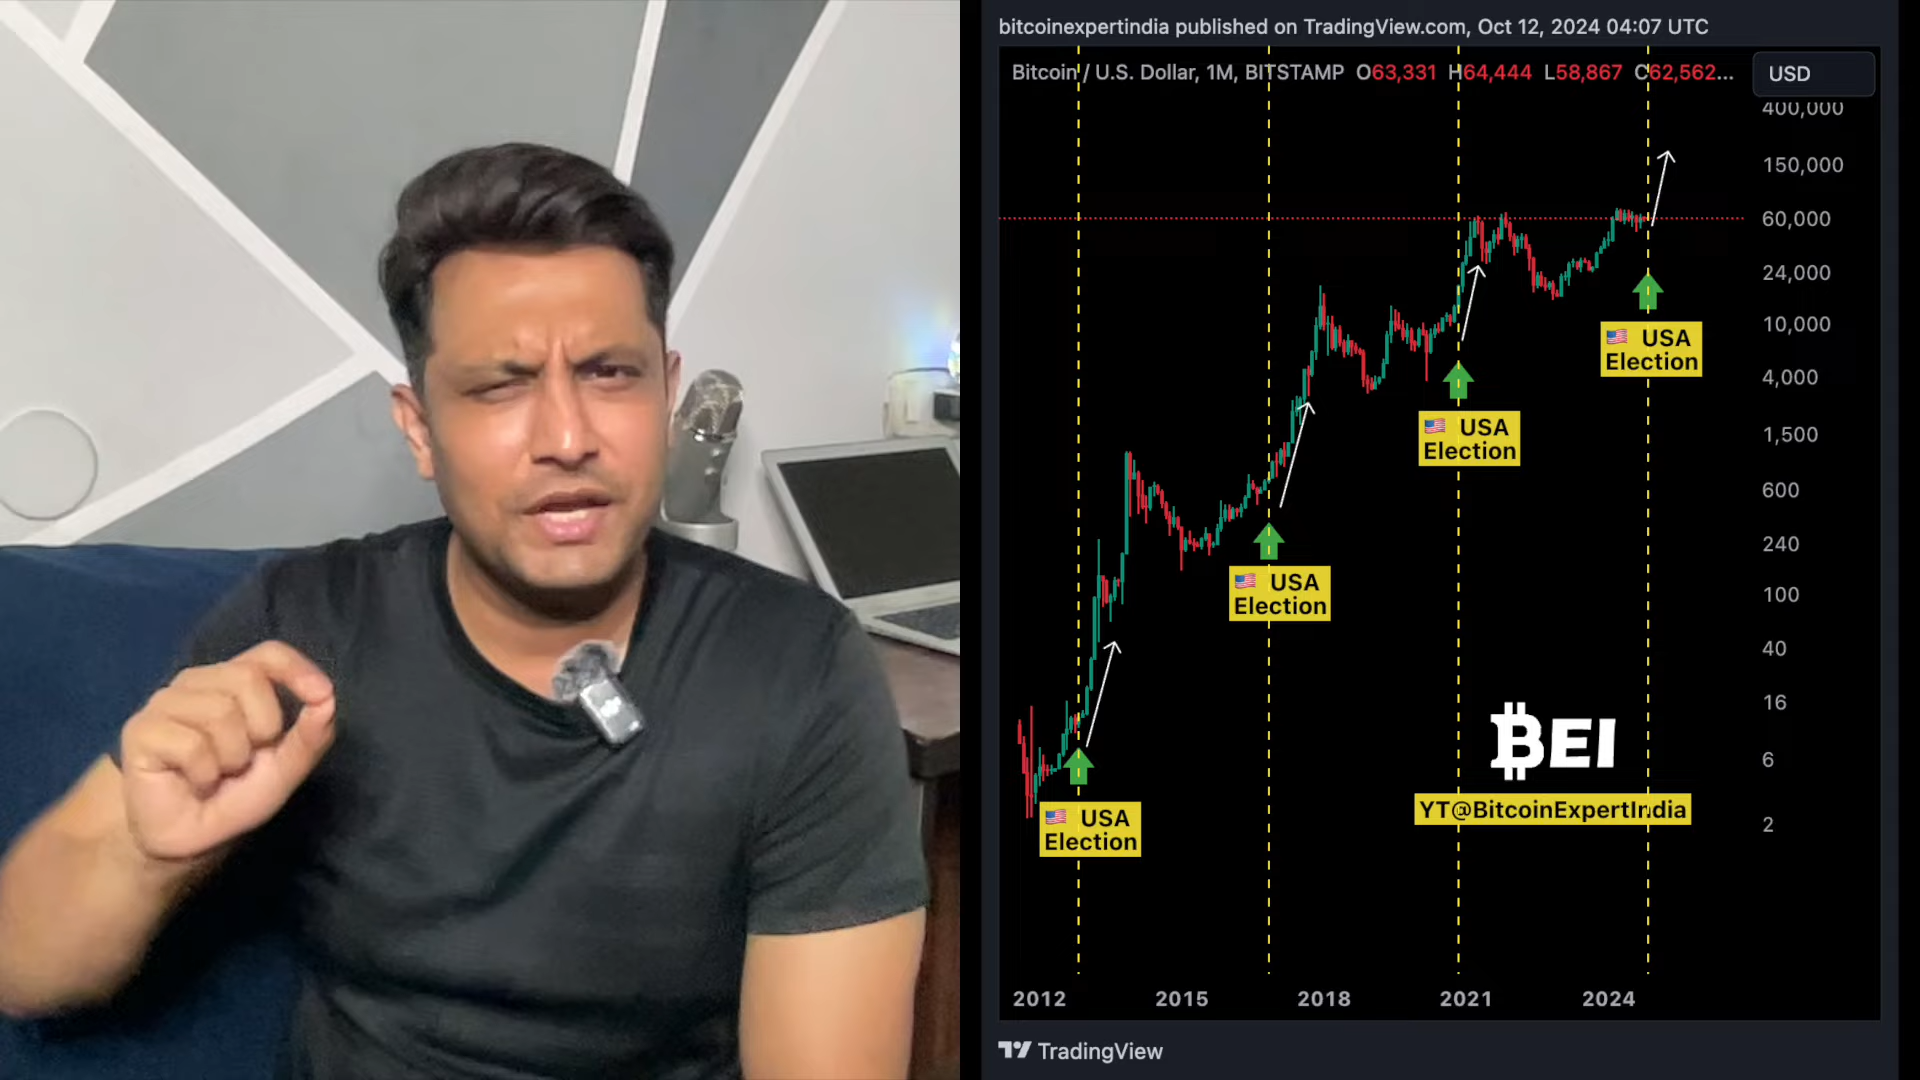 bitcoinexpertindia published on TradingView.com, Oct 12, 2024 04:07 UTC
Bitcoin / U.S. Dollar, 1M, BITSTAMP O63,331 H64,444 L58,867 C62,562...
USD
400,000
150,000
60,000
24,000
10,000
4,000
1,500
600
240
100
40
16
6
2
🇺🇸 USA
Election
🇺🇸 USA
Election
🇺🇸 USA
Election
🇺🇸 USA
Election
₿EI
YT@BitcoinExpertIndia
2012 2015 2018 2021 2024
TradingView